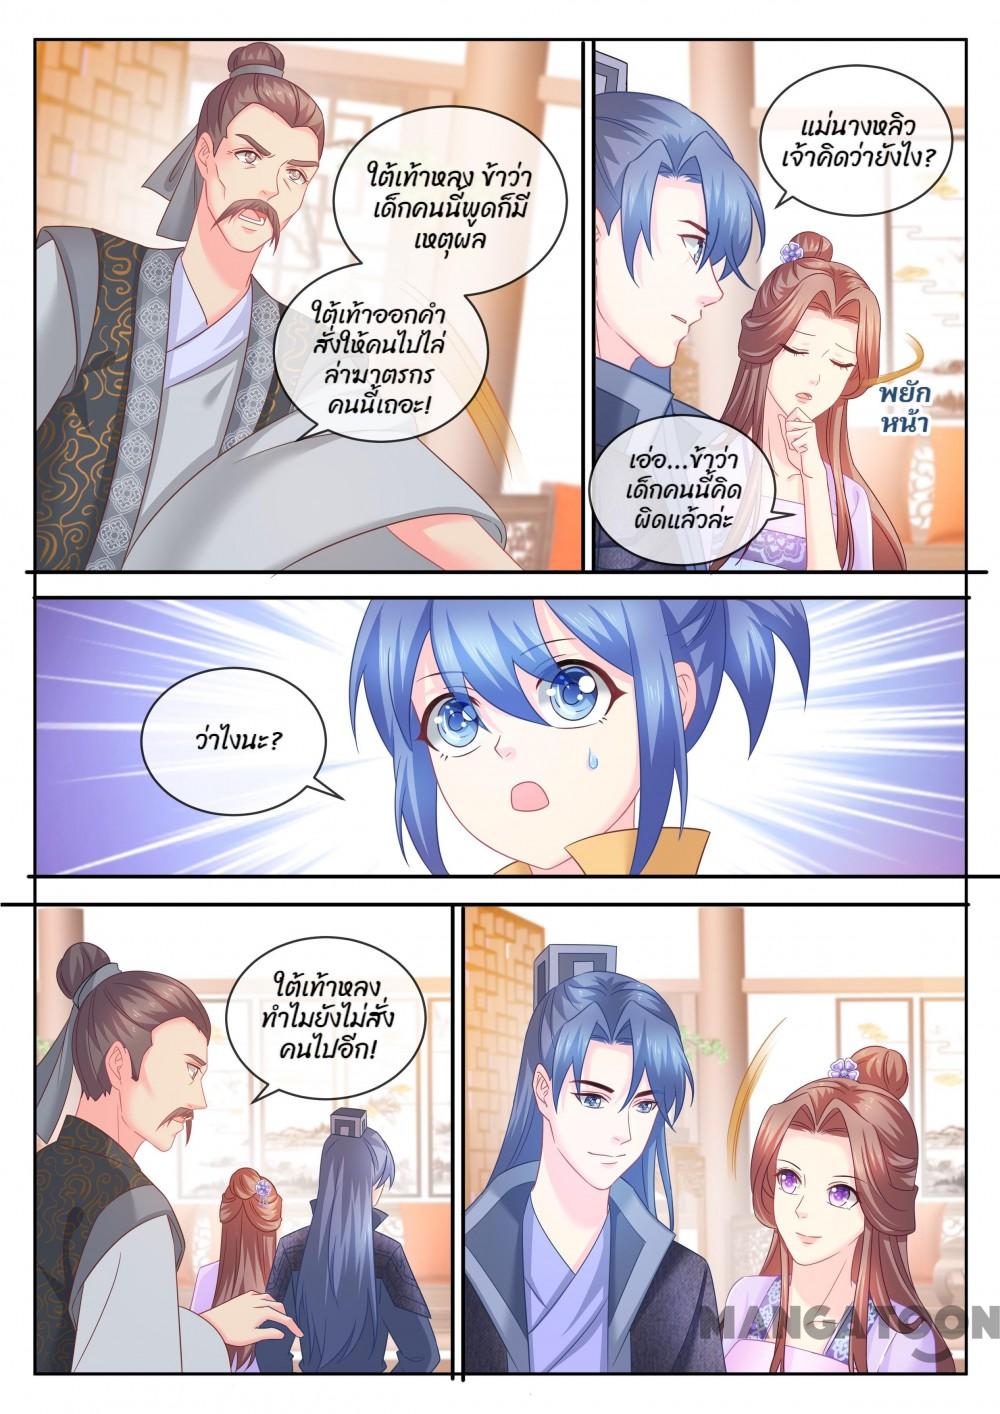 ใต้เท้าหลง ข้าว่า
เด็กคนนี้พูดก็มี
เหตุผล
ใต้เท้าออกคำ
สั่งให้คนไปไล่
ล่าฆาตรกร
คนนี้เถอะ!
แม่นางหลิว
เจ้าคิดว่ายังไง?
พยัก
หน้า
เอ่อ...ข้าว่า
เด็กคนนี้คิด
ผิดแล้วล่ะ
ว่าไงนะ?
ใต้เท้าหลง
ทำไมยังไม่สั่ง
คนไปอีก!
MANGATOON